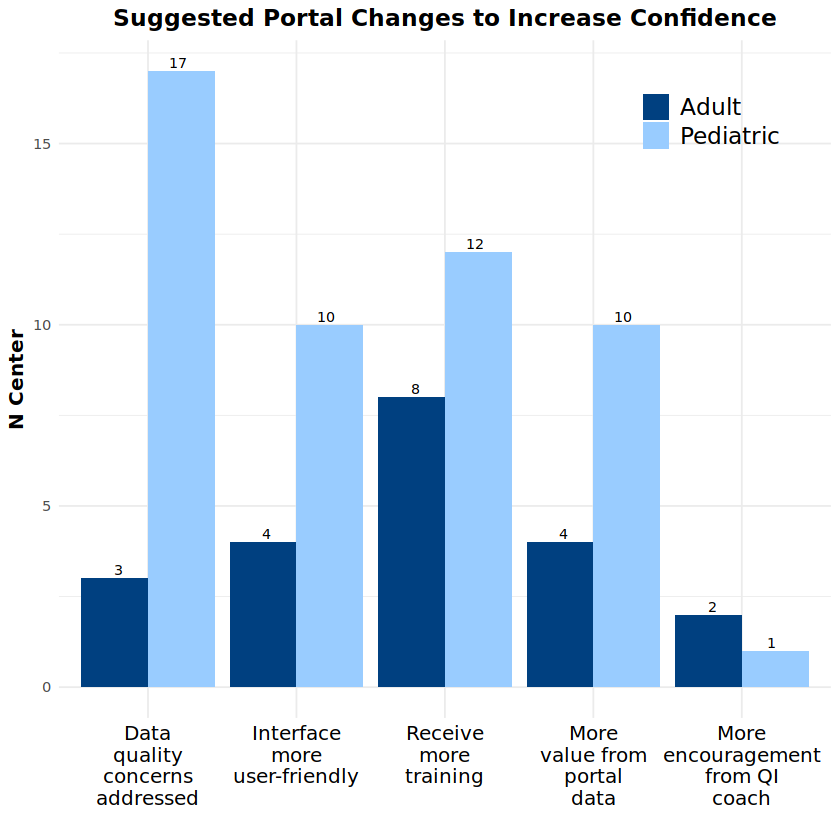 Suggested Portal Changes to Increase Confidence
17
Adult
Pediatric
15
12
10
10
10
8
N Center
5
4
4
3
2
1
0
Data
quality
concerns
addressed
Interface
more
user-friendly
Receive
more
training
More
value from
portal
data
More
encouragement
from QI
coach